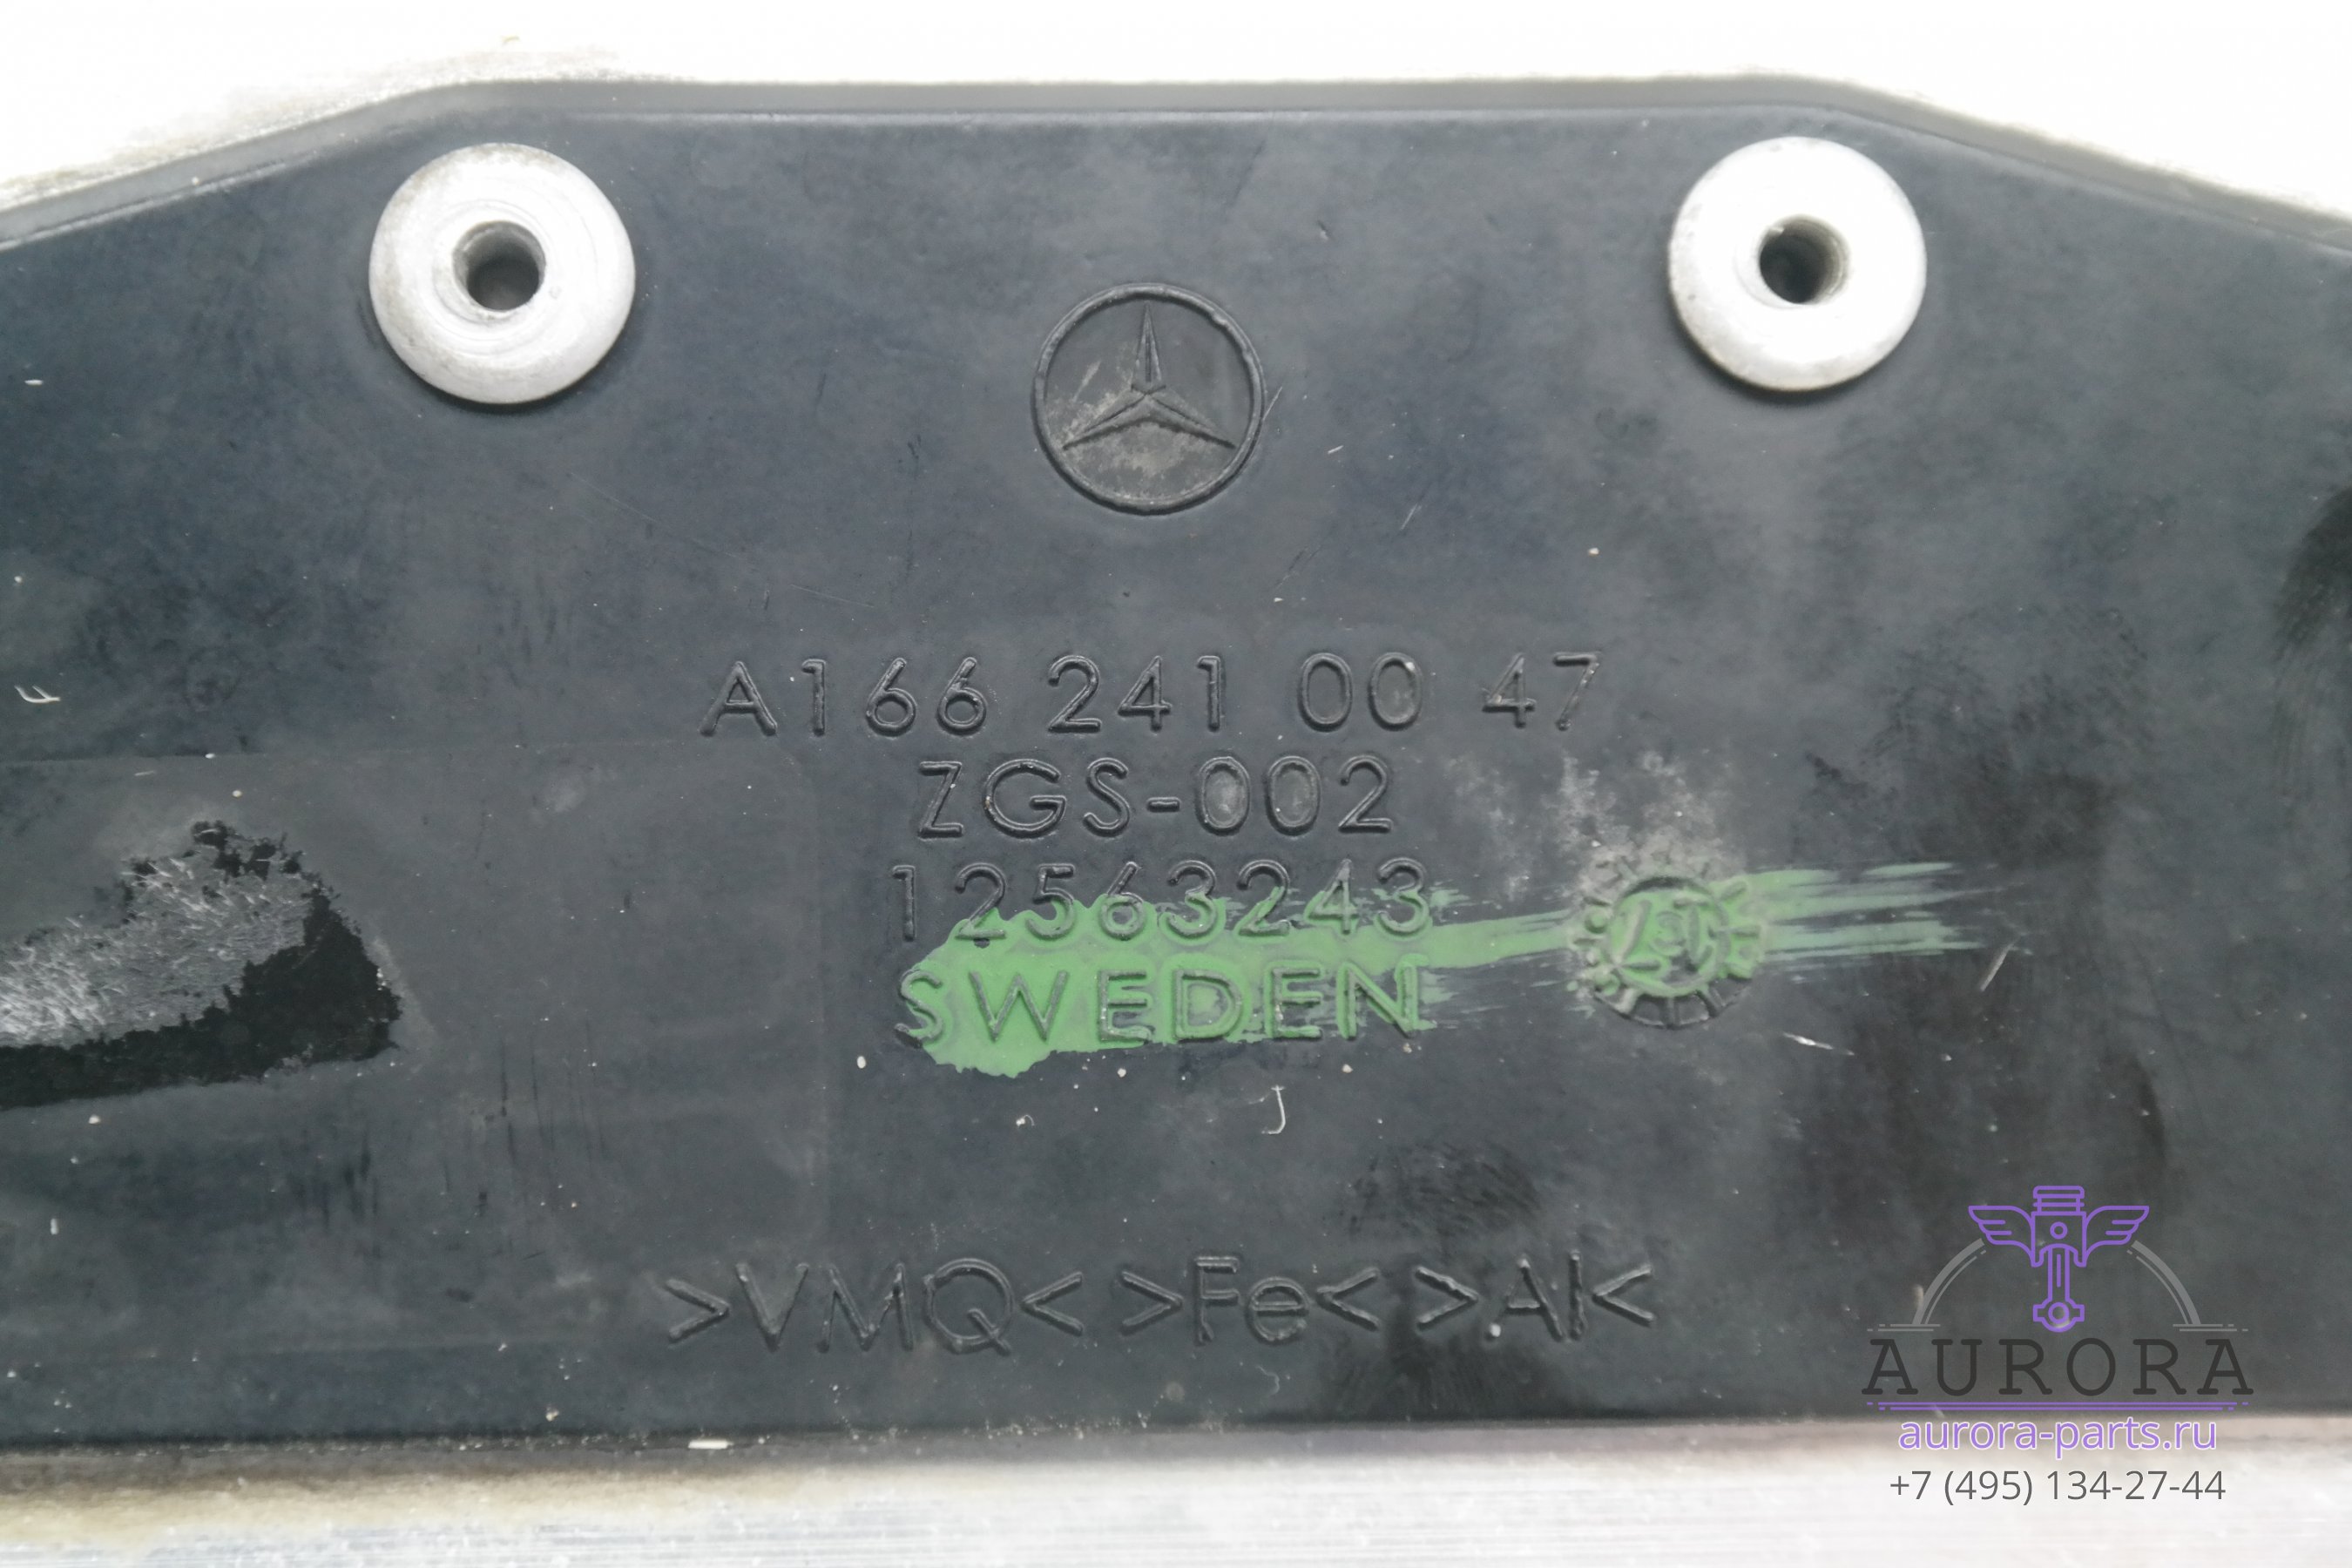 A166 241 00 47
ZGS-002
12563243
SWEDEN
>VMQ< >Fe< >Al<
AURORA
aurora-parts.ru
+7 (495) 134-27-44